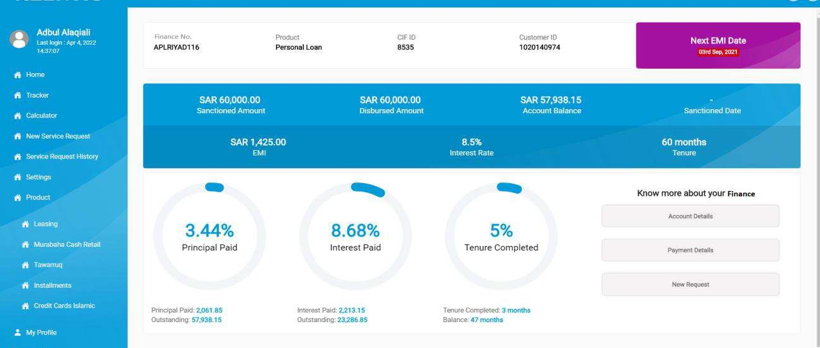 Adbul Alaqiali
Last login : Apr 4, 2022
14:37:07
Home
Tracker
Calculator
New Service Request
Service Request History
Settings
Product
Leasing
Murabaha Cash Retail
Tawarruq
Installments
Credit Cards Islamic
My Profile
Finance No. Product CIF ID Customer ID
APLRIYAD116 Personal Loan 8535 1020140974
Next EMI Date
03rd Sep, 2021
SAR 60,000.00 SAR 60,000.00 SAR 57,938.15 -
Sanctioned Amount Disbursed Amount Account Balance Sanctioned Date
SAR 1,425.00 8.5% 60 months
EMI Interest Rate Tenure
3.44%
Principal Paid
8.68%
Interest Paid
5%
Tenure Completed
Principal Paid: 2,061.85
Outstanding: 57,938.15
Interest Paid: 2,213.15
Outstanding: 23,286.85
Tenure Completed: 3 months
Balance: 47 months
Know more about your Finance
Account Details
Payment Details
New Request